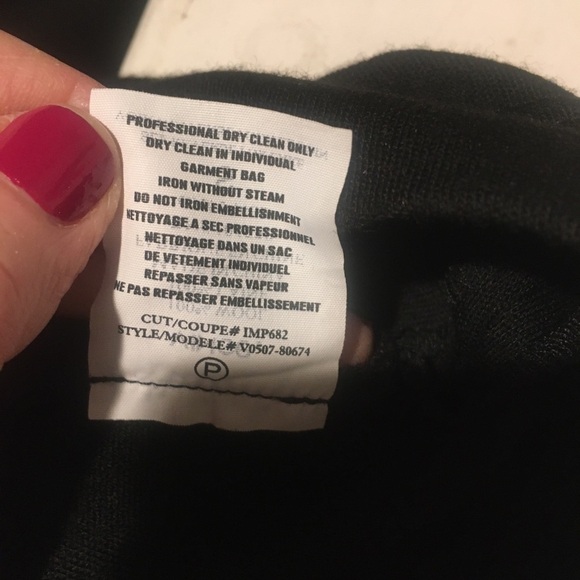 PROFESSIONAL DRY CLEAN ONLY
DRY CLEAN IN INDIVIDUAL
GARMENT BAG
IRON WITHOUT STEAM
DO NOT IRON EMBELLISHMENT
NETTOYAGE A SEC PROFESSIONNEL
NETTOYAGE DANS UN SAC
DE VETEMENT INDIVIDUEL
REPASSER SANS VAPEUR
NE PAS REPASSER EMBELLISSEMENT
CUT/COUPE# IMP682
STYLE/MODELE# V0507-80674
P